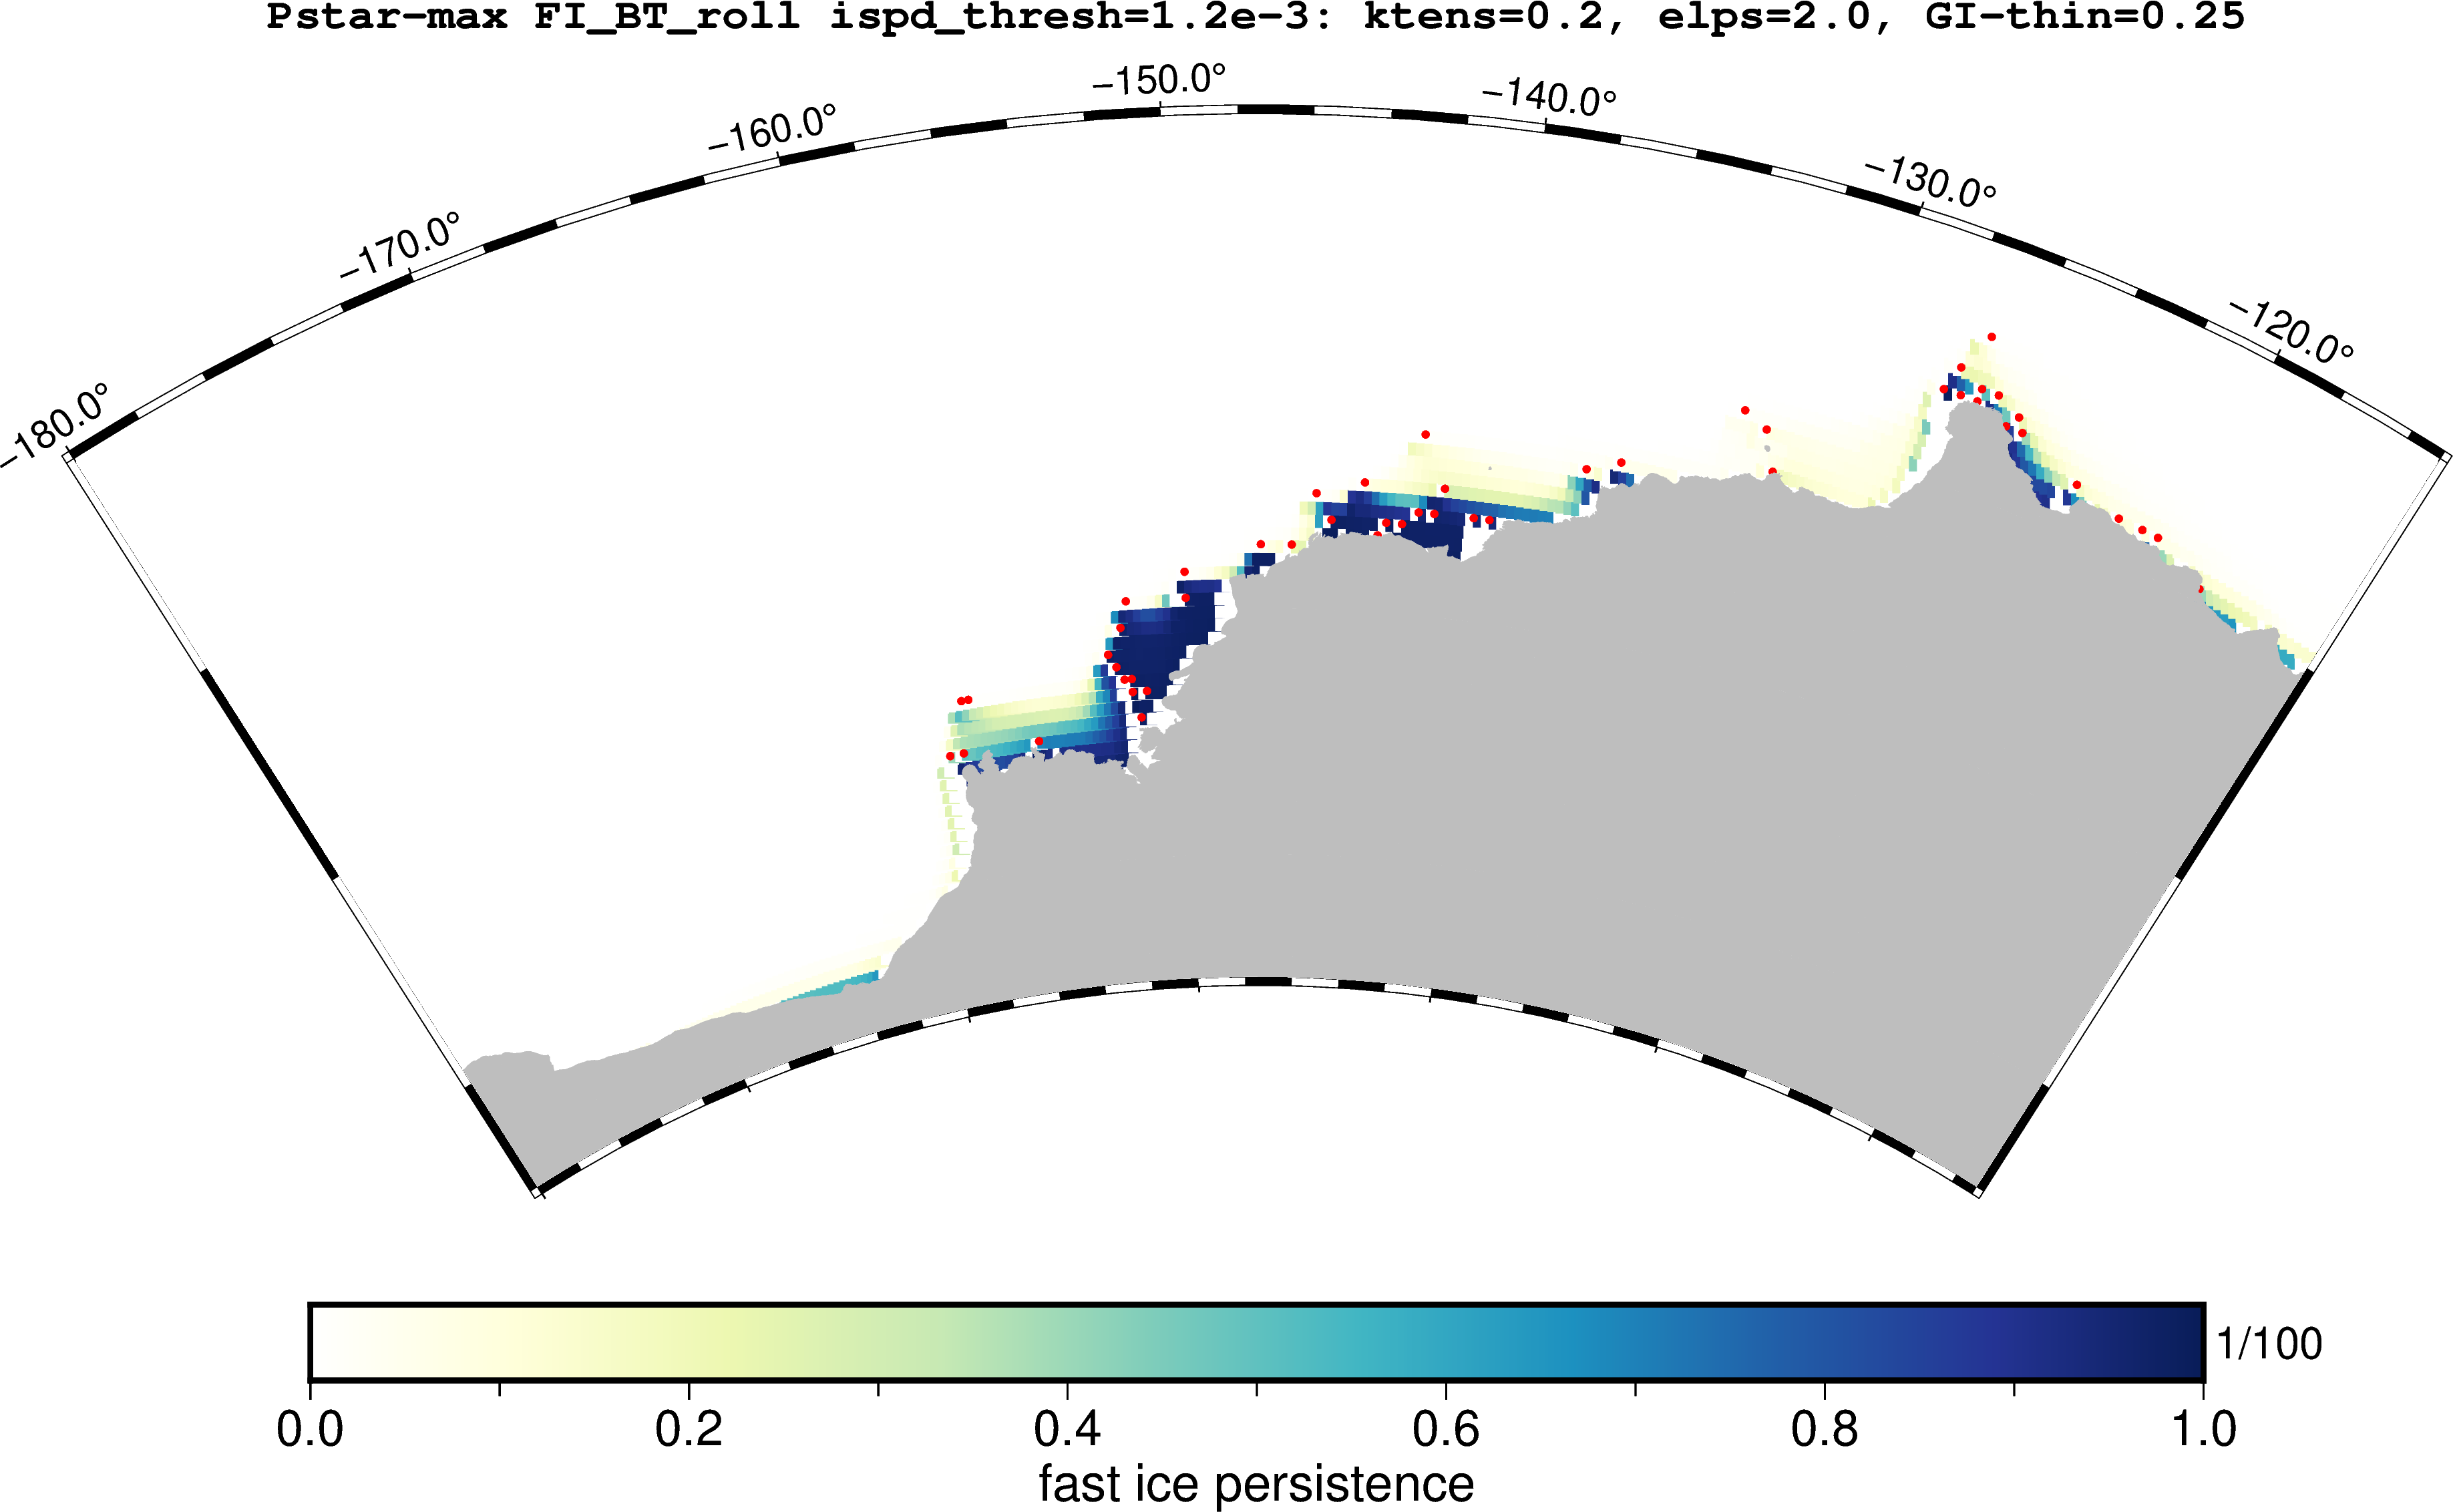 Pstar-max FI_BT_roll ispd_thresh=1.2e-3: ktens=0.2, elps=2.0, GI-thin=0.25
-180.0°
-170.0°
-160.0°
-150.0°
-140.0°
-130.0°
-120.0°
1/100
0.0 0.2 0.4 0.6 0.8 1.0
fast ice persistence